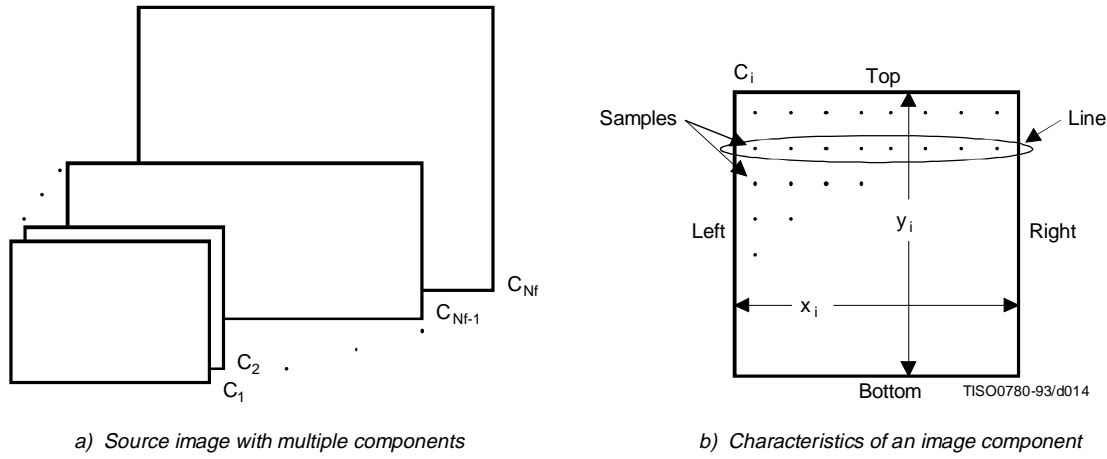 C_Nf
C_Nf-1
C_2
C_1
a) Source image with multiple components
C_i
Top
Samples
Line
Left
y_i
Right
x_i
Bottom
TISO0780-93/d014
b) Characteristics of an image component